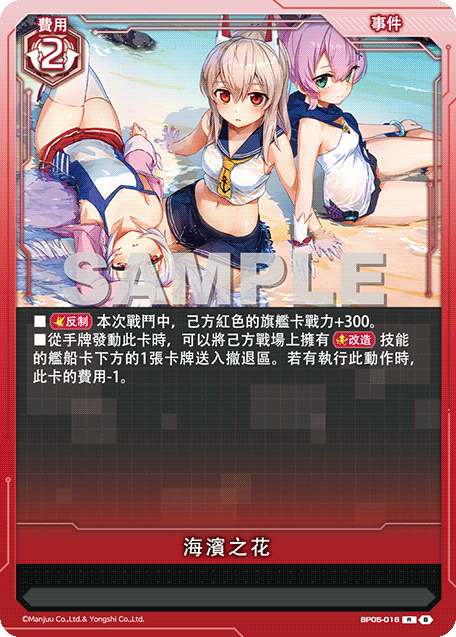 費用
事件
2
SAMPLE
■ 反制 本次戰鬥中，己方紅色的旗艦卡戰力+300。
■從手牌發動此卡時，可以將己方戰場上擁有 改造 技能
的艦船卡下方的1張卡牌送入撤退區。若有執行此動作時，
此卡的費用-1。
海濱之花
©Manjuu Co.,Ltd.& Yongshi Co.,Ltd.
BP05-016 R B